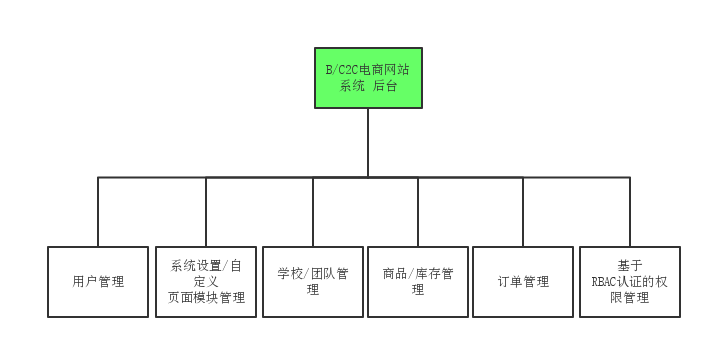 B/C2C电商网站
系统 后台
用户管理
系统设置/自
定义
页面模块管理
学校/团队管
理
商品/库存管
理
订单管理
基于
RBAC认证的权
限管理